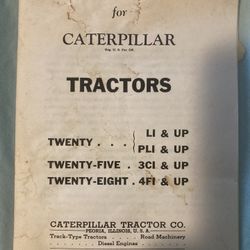 for
CATERPILLAR
Reg. U. S. Pat. Off.
TRACTORS
TWENTY . . . { LI & UP
PLI & UP
TWENTY-FIVE . 3CI & UP
TWENTY-EIGHT . 4FI & UP
CATERPILLAR TRACTOR CO.
PEORIA, ILLINOIS, U. S. A.
Track-Type Tractors . . . Road Machinery
. . . . . . Diesel Engines . . . . . .